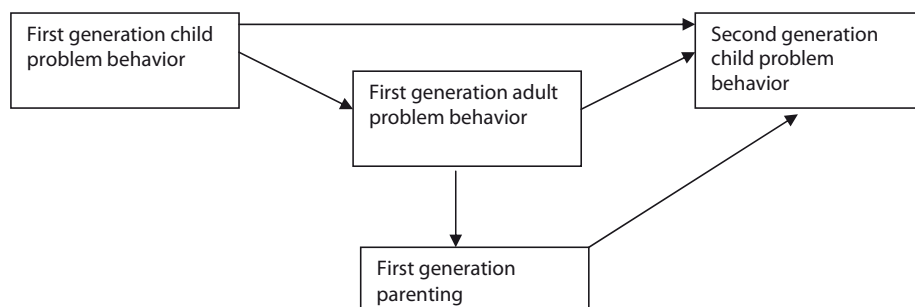 First generation child
problem behavior
Second generation
child problem
behavior
First generation adult
problem behavior
First generation
parenting